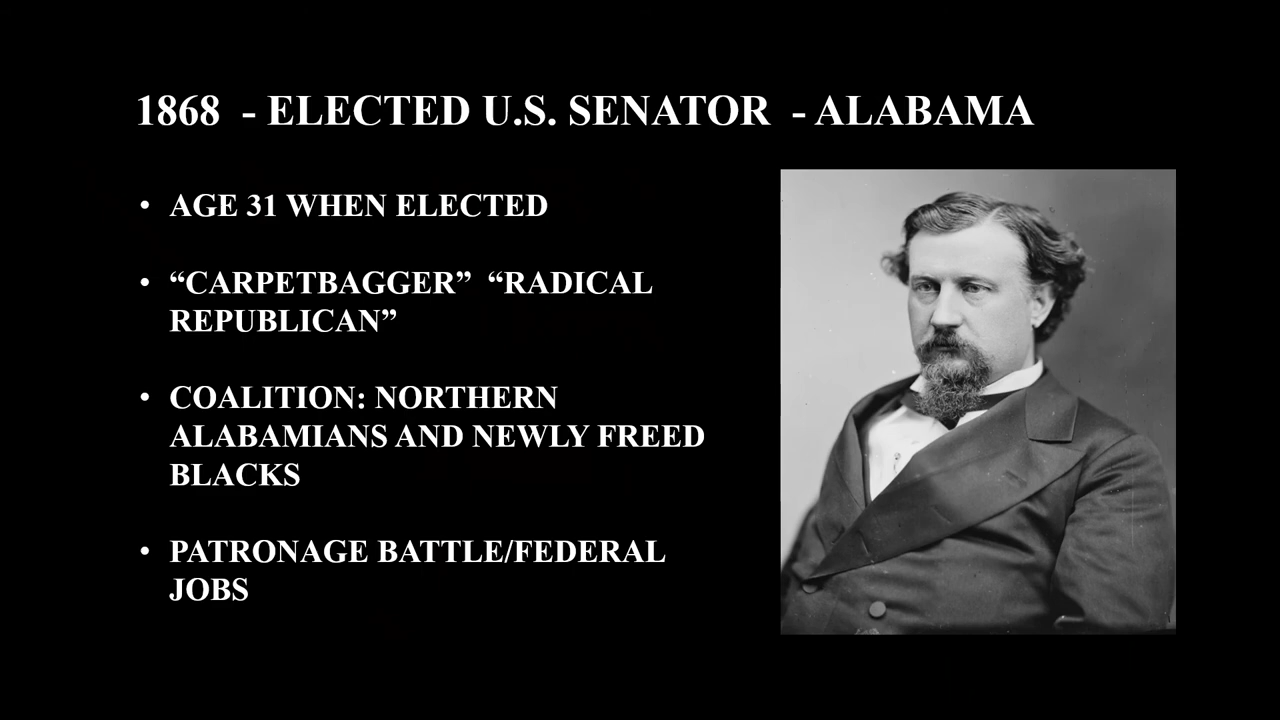 1868 - ELECTED U.S. SENATOR - ALABAMA
• AGE 31 WHEN ELECTED
• “CARPETBAGGER” “RADICAL
REPUBLICAN”
• COALITION: NORTHERN
ALABAMIANS AND NEWLY FREED
BLACKS
• PATRONAGE BATTLE/FEDERAL
JOBS